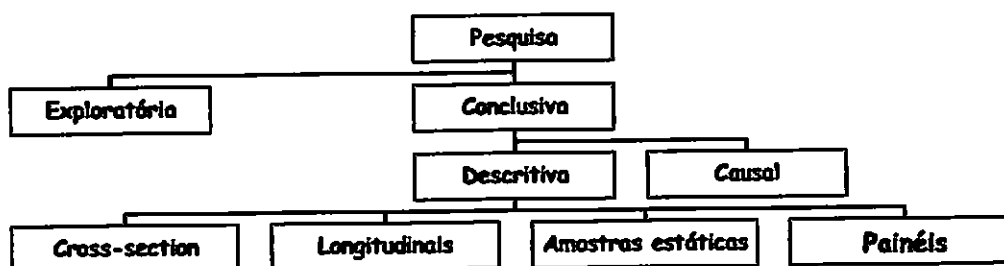 Pesquisa
Exploratória
Conclusiva
Descritiva
Causal
Cross-section
Longitudinais
Amostras estáticas
Painéis